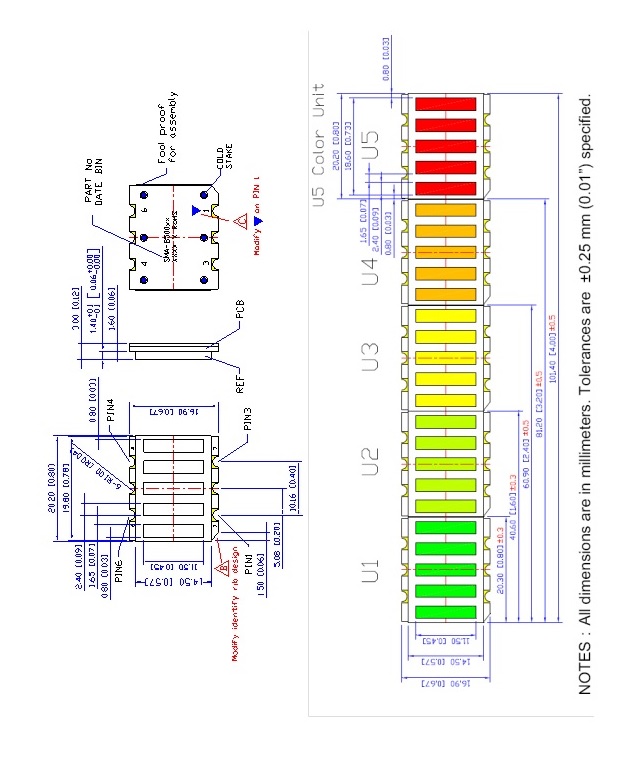 PART No
DATE BIN
Fool proof
for assembly
COLD
STAKE
6
1
4
3
C
Modify ▼ on PIN 1
3.00 [0.12]
1.60 [0.06]
PCB
REF
0.80 [0.03]
PIN4
16.90 [0.67]
PIN3
20.20 [0.80]
19.80 [0.78]
10.16 [0.40]
2.40 [0.09]
1.65 [0.07]
0.80 [0.03]
PIN6
11.50 [0.45]
14.50 [0.57]
PIN1
5.08 [0.20]
1.50 [0.06]
B
Modify identify rib design
U5 Color Unit
0.80 [0.03]
20.20 [0.80]
18.60 [0.73]
U5
1.65 [0.07]
2.40 [0.09]
0.80 [0.03]
U4
U3
U2
U1
101.40 [4.00]±0.5
81.20 [3.20]±0.5
60.90 [2.40]±0.5
40.60 [1.60]±0.3
20.30 [0.80]±0.3
11.50 [0.45]
14.50 [0.57]
16.90 [0.67]
NOTES : All dimensions are in millimeters. Tolerances are ±0.25 mm (0.01") specified.